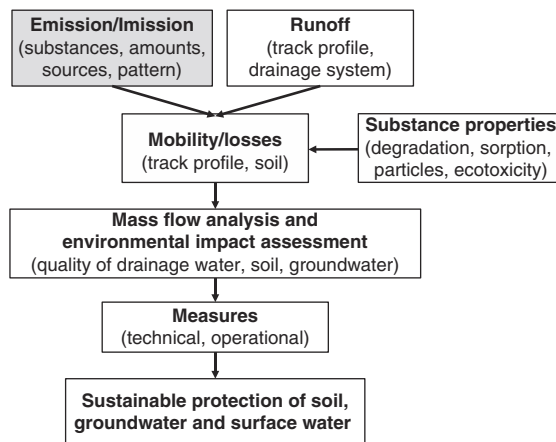 Emission/Imission
(substances, amounts,
sources, pattern)
Runoff
(track profile,
drainage system)
Mobility/losses
(track profile, soil)
Substance properties
(degradation, sorption,
particles, ecotoxicity)
Mass flow analysis and
environmental impact assessment
(quality of drainage water, soil, groundwater)
Measures
(technical, operational)
Sustainable protection of soil,
groundwater and surface water